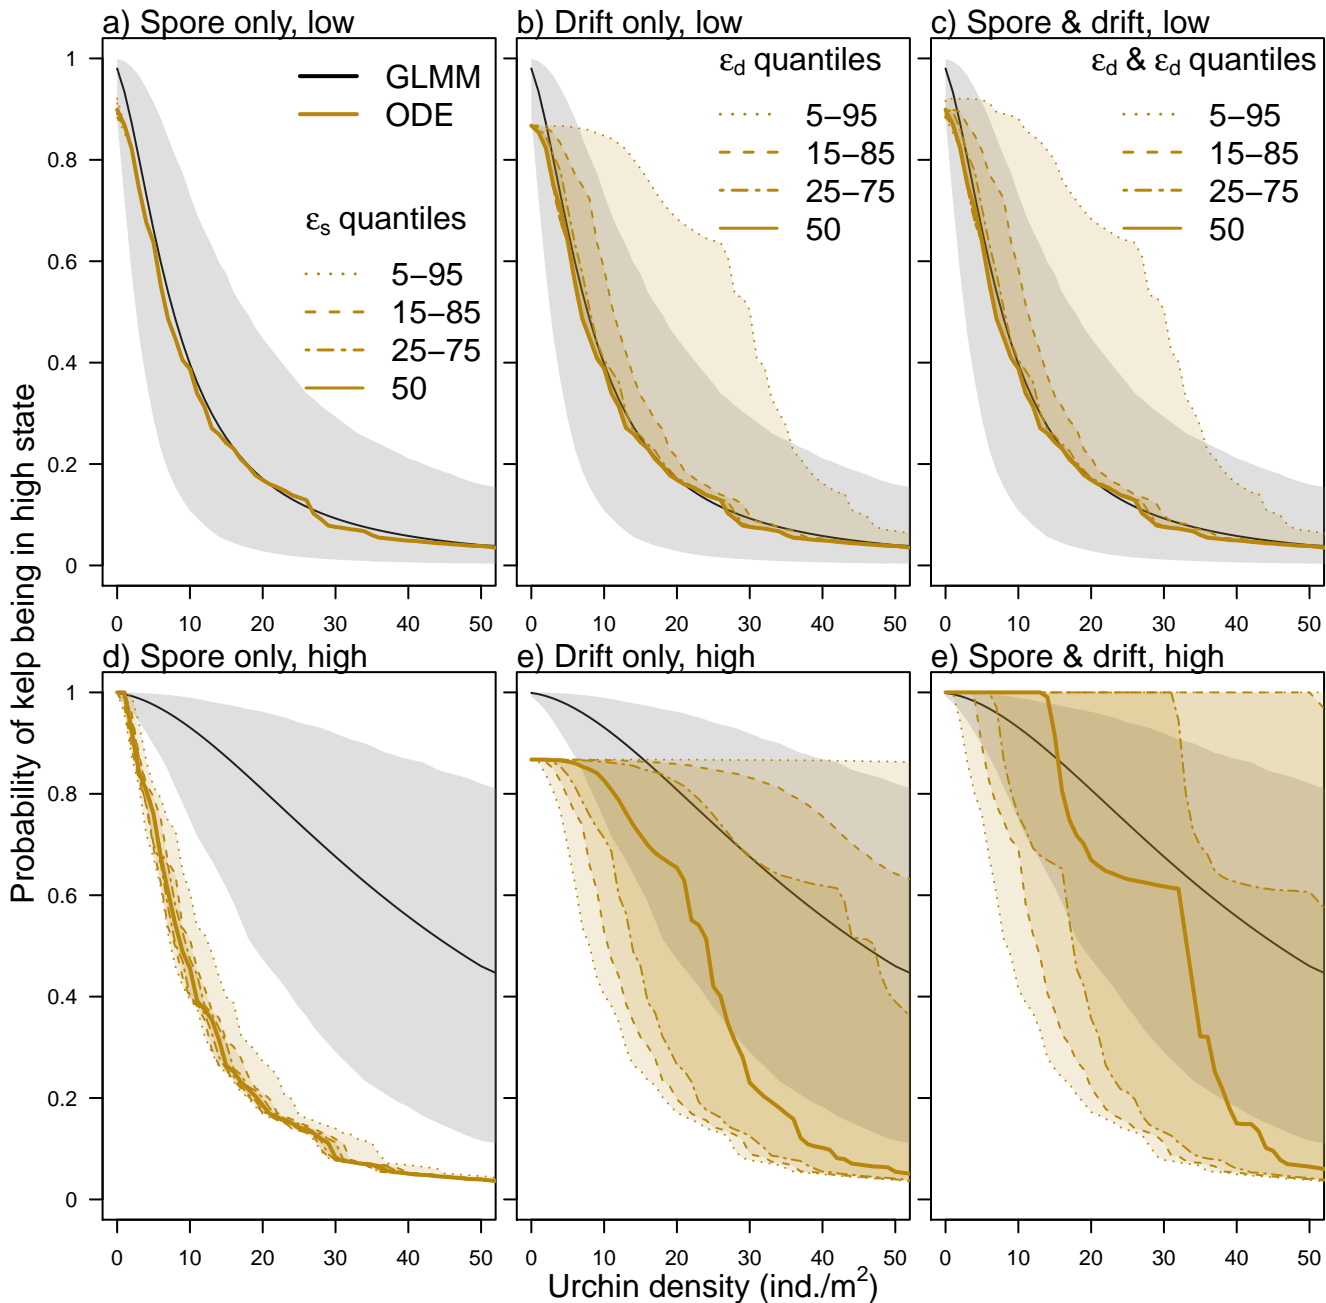 a) Spore only, low
b) Drift only, low
c) Spore & drift, low
GLMM
ODE
εs quantiles
5−95
15−85
25−75
50
εd quantiles
5−95
15−85
25−75
50
εd & εd quantiles
5−95
15−85
25−75
50
1
0.8
0.6
0.4
0.2
0
0 10 20 30 40 50
0 10 20 30 40 50
0 10 20 30 40 50
d) Spore only, high
e) Drift only, high
e) Spore & drift, high
1
0.8
0.6
0.4
0.2
0
0 10 20 30 40 50
0 10 20 30 40 50
0 10 20 30 40 50
Probability of kelp being in high state
Urchin density (ind./m²)